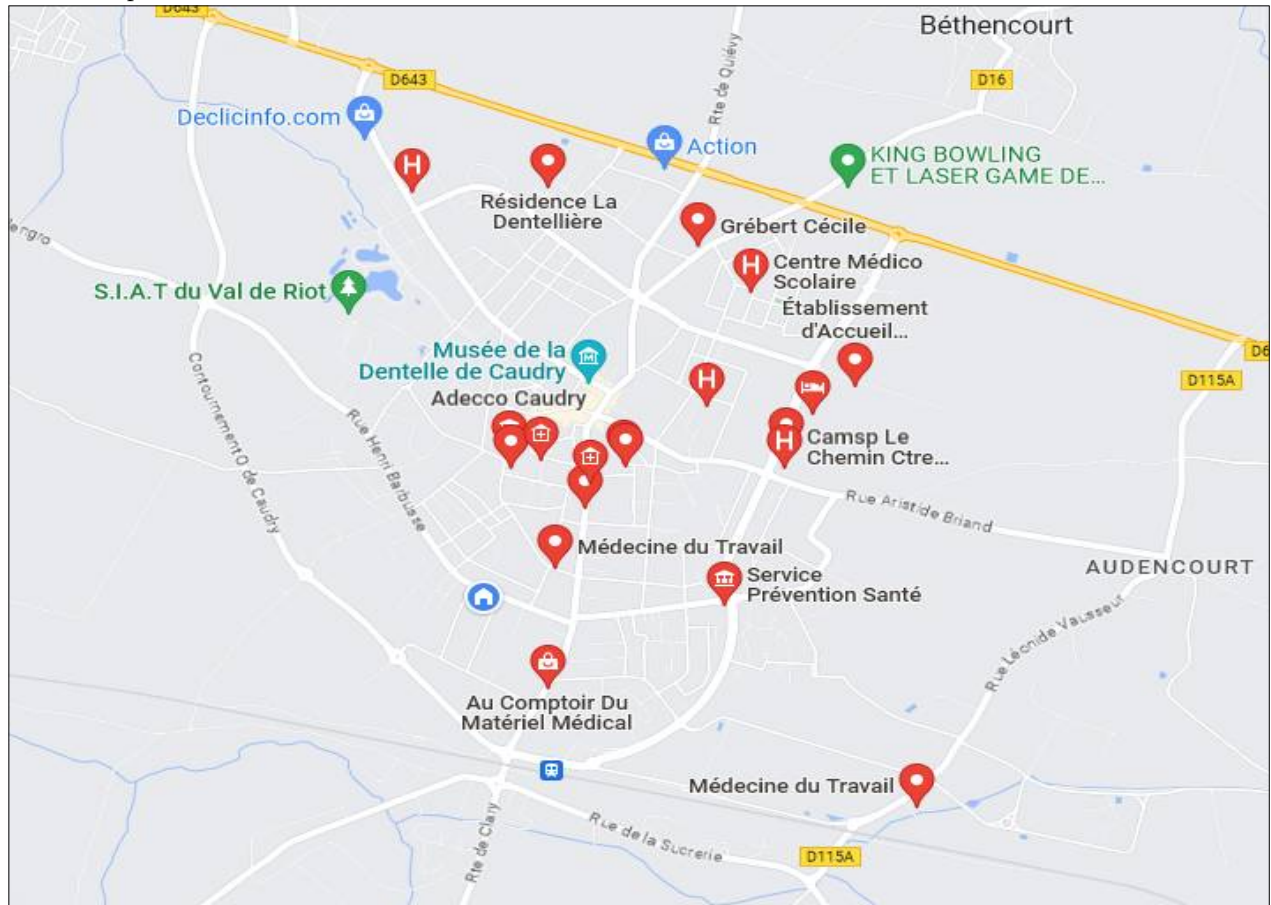 D643
Béthencourt
D643
D16
Rte de Quiévy
Declicinfo.com
Action
KING BOWLING
ET LASER GAME DE...
H
Résidence La
Dentellière
Grébert Cécile
H
Centre Médico
Scolaire
S.I.A.T du Val de Riot
Établissement
d'Accueil...
Musée de la
Dentelle de Caudry
M
D6
D115A
H
Adecco Caudry
Contournement O de Caudry
Rue Henri Barbusse
H
Camsp Le
Chemin Ctre...
Rue Aristide Briand
Médecine du Travail
AUDENCOURT
Service
Prévention Santé
Rue Léonide Vausseur
Au Comptoir Du
Matériel Médical
Médecine du Travail
Rte de Clary
Rue de la Sucrerie
D115A